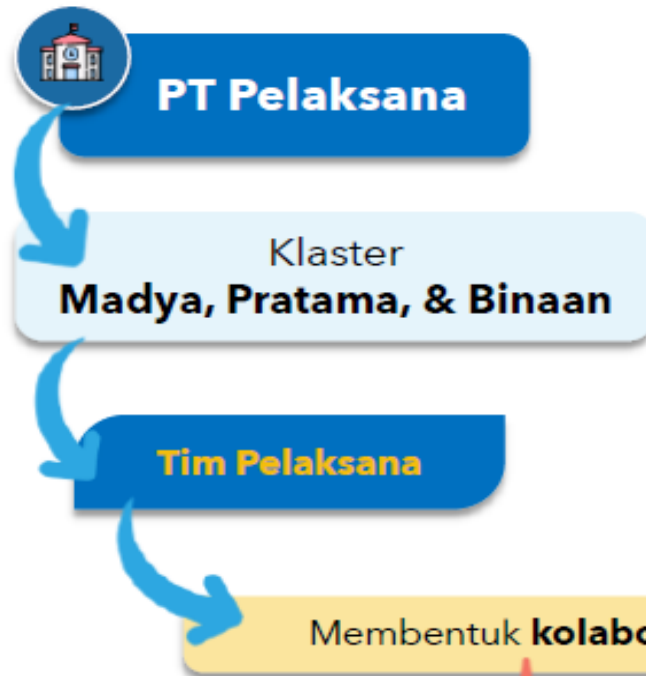 PT Pelaksana
Klaster
Madya, Pratama, & Binaan
Tim Pelaksana
Membentuk